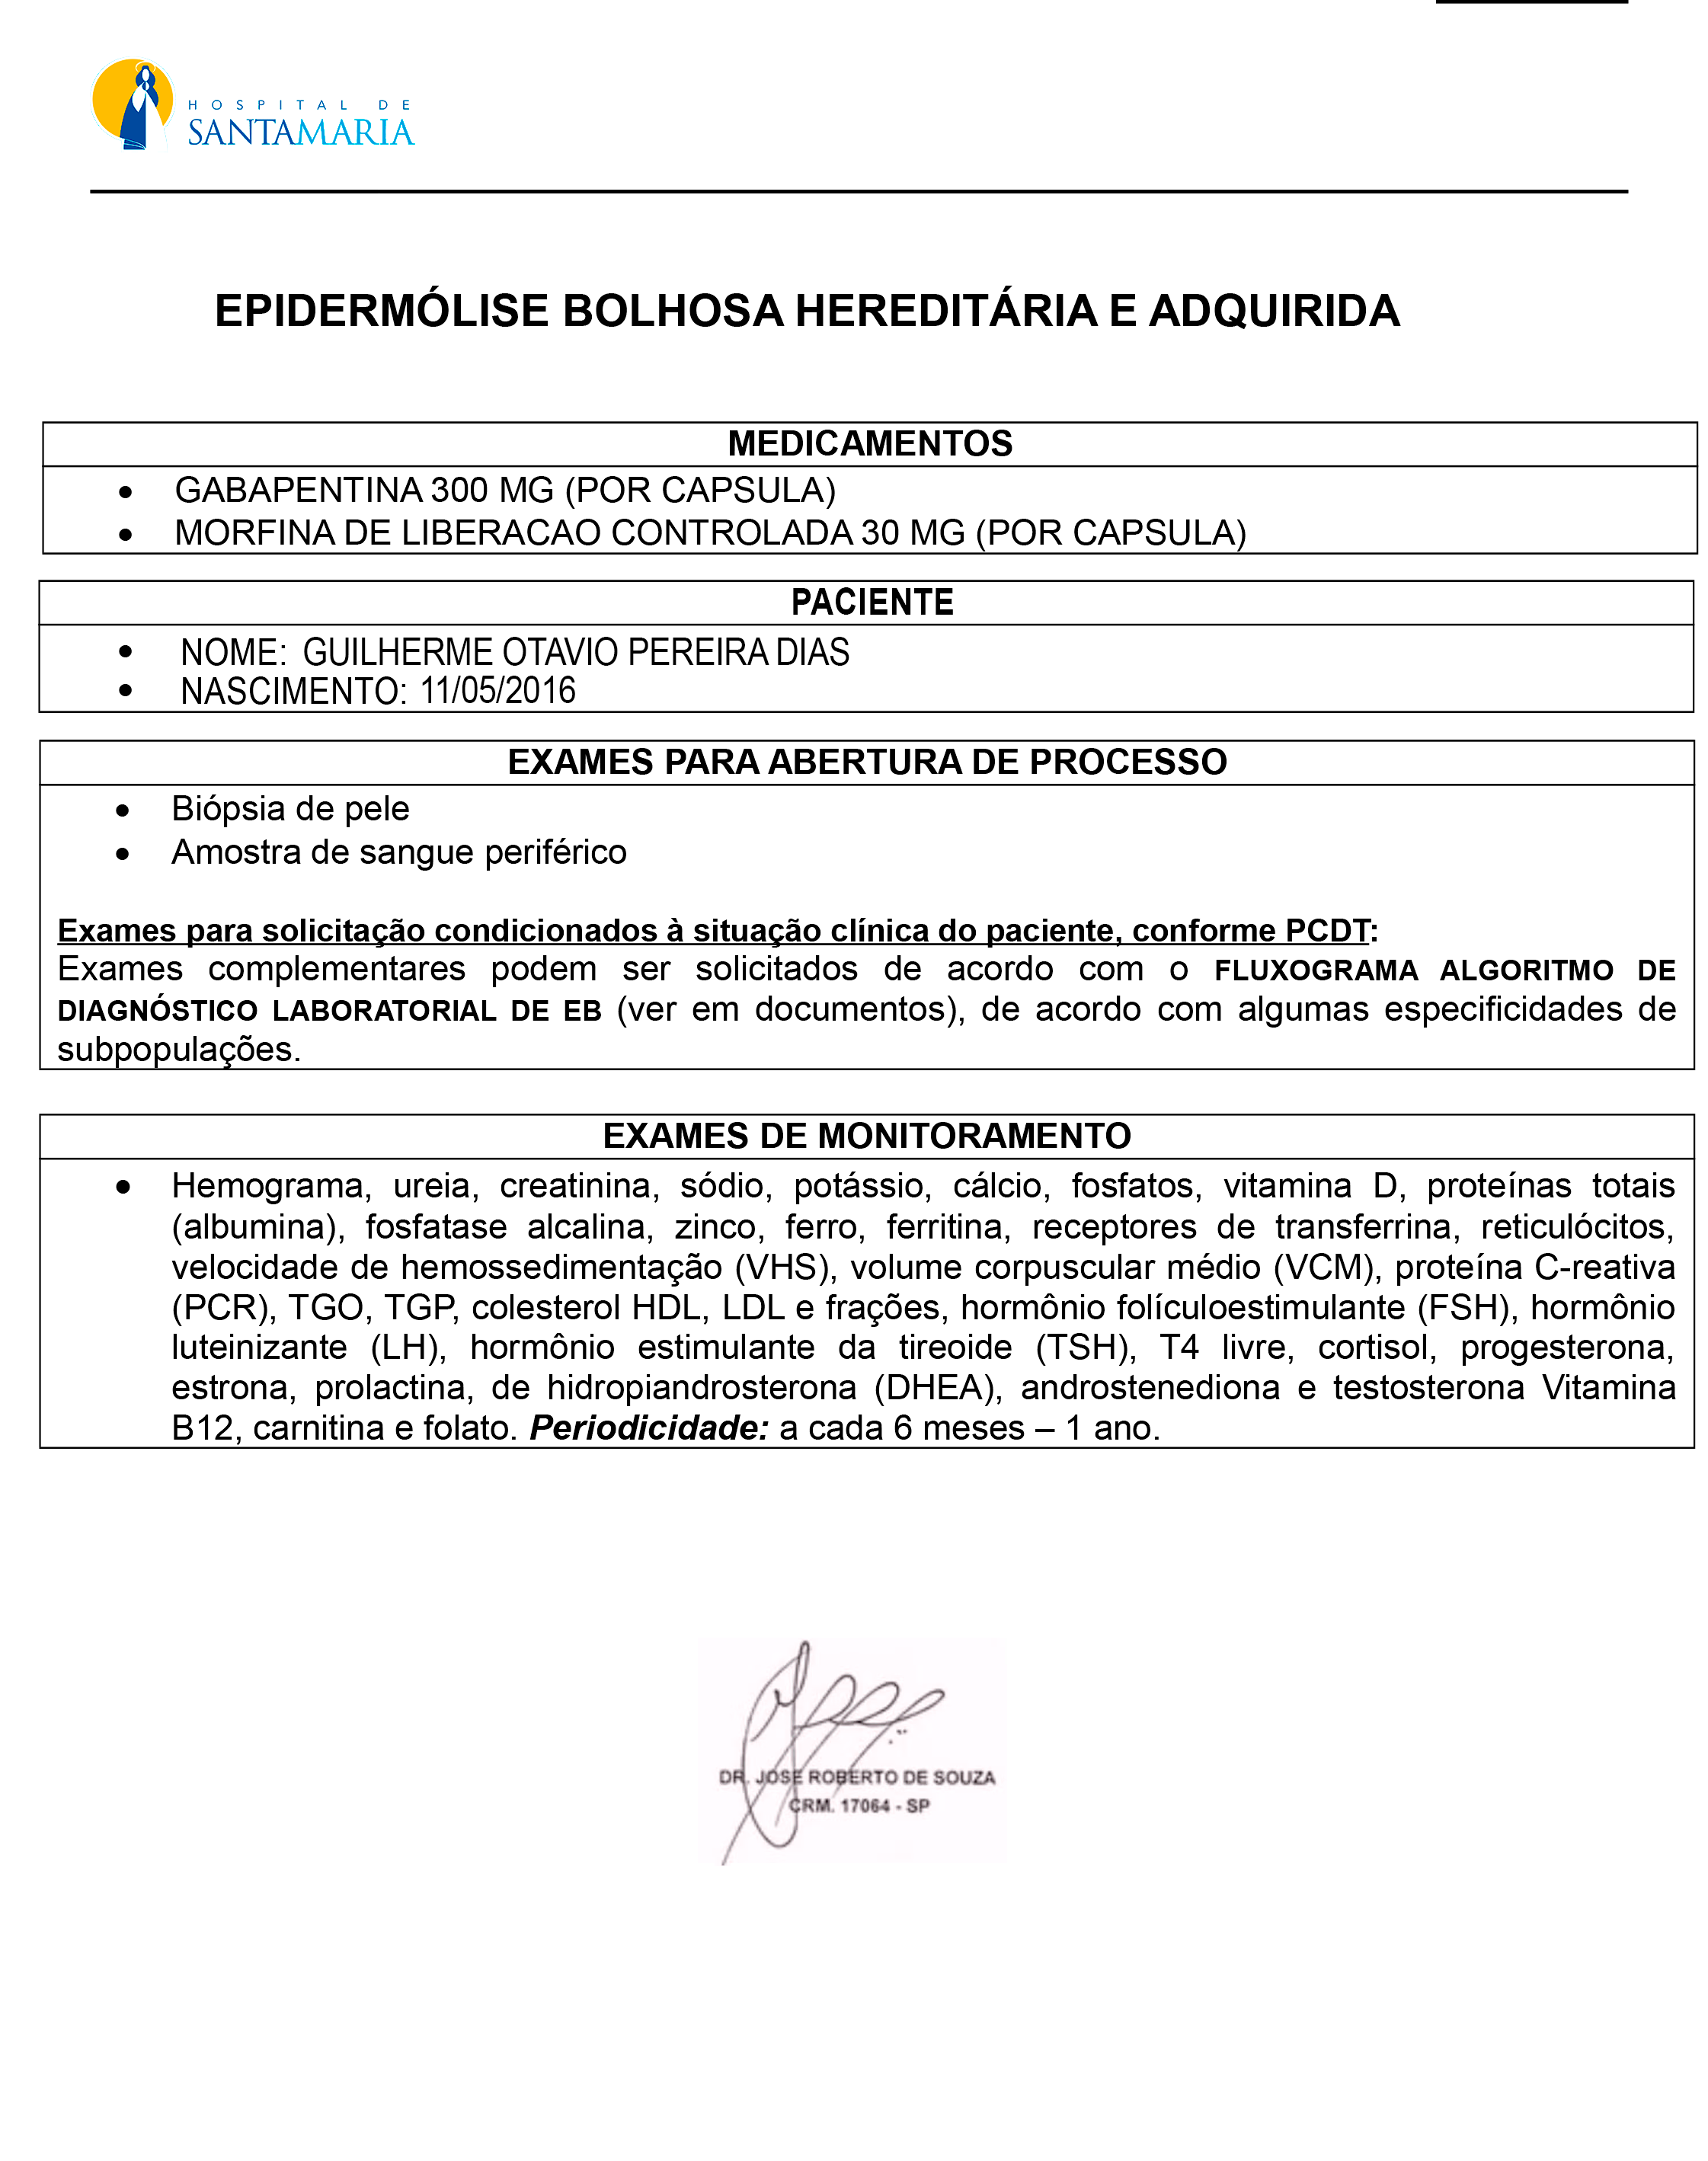 HOSPITAL DE
SANTAMARIA
EPIDERMÓLISE BOLHOSA HEREDITÁRIA E ADQUIRIDA
MEDICAMENTOS
• GABAPENTINA 300 MG (POR CAPSULA)
• MORFINA DE LIBERACAO CONTROLADA 30 MG (POR CAPSULA)
PACIENTE
• NOME: GUILHERME OTAVIO PEREIRA DIAS
• NASCIMENTO: 11/05/2016
EXAMES PARA ABERTURA DE PROCESSO
• Biópsia de pele
• Amostra de sangue periférico
Exames para solicitação condicionados à situação clínica do paciente, conforme PCDT:
Exames complementares podem ser solicitados de acordo com o FLUXOGRAMA ALGORITMO DE
DIAGNÓSTICO LABORATORIAL DE EB (ver em documentos), de acordo com algumas especificidades de
subpopulações.
EXAMES DE MONITORAMENTO
• Hemograma, ureia, creatinina, sódio, potássio, cálcio, fosfatos, vitamina D, proteínas totais
(albumina), fosfatase alcalina, zinco, ferro, ferritina, receptores de transferrina, reticulócitos,
velocidade de hemossedimentação (VHS), volume corpuscular médio (VCM), proteína C-reativa
(PCR), TGO, TGP, colesterol HDL, LDL e frações, hormônio folículoestimulante (FSH), hormônio
luteinizante (LH), hormônio estimulante da tireoide (TSH), T4 livre, cortisol, progesterona,
estrona, prolactina, de hidropiandrosterona (DHEA), androstenediona e testosterona Vitamina
B12, carnitina e folato. Periodicidade: a cada 6 meses – 1 ano.
DR. JOSE ROBERTO DE SOUZA
CRM. 17064 - SP